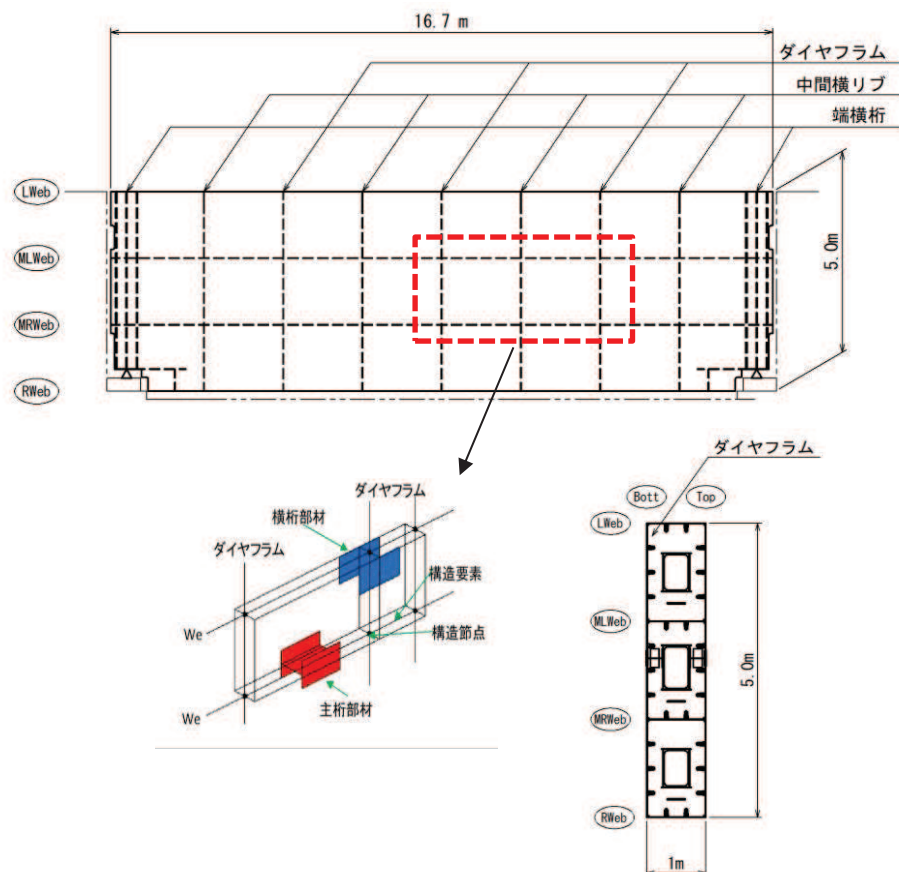 16.7 m
ダイヤフラム
中間横リブ
端横桁
LWeb
MLWeb
MRWeb
RWeb
5.0m
ダイヤフラム
横桁部材
ダイヤフラム
構造要素
We
構造節点
We
主桁部材
ダイヤフラム
Bott
Top
LWeb
MLWeb
MRWeb
RWeb
5.0m
1m